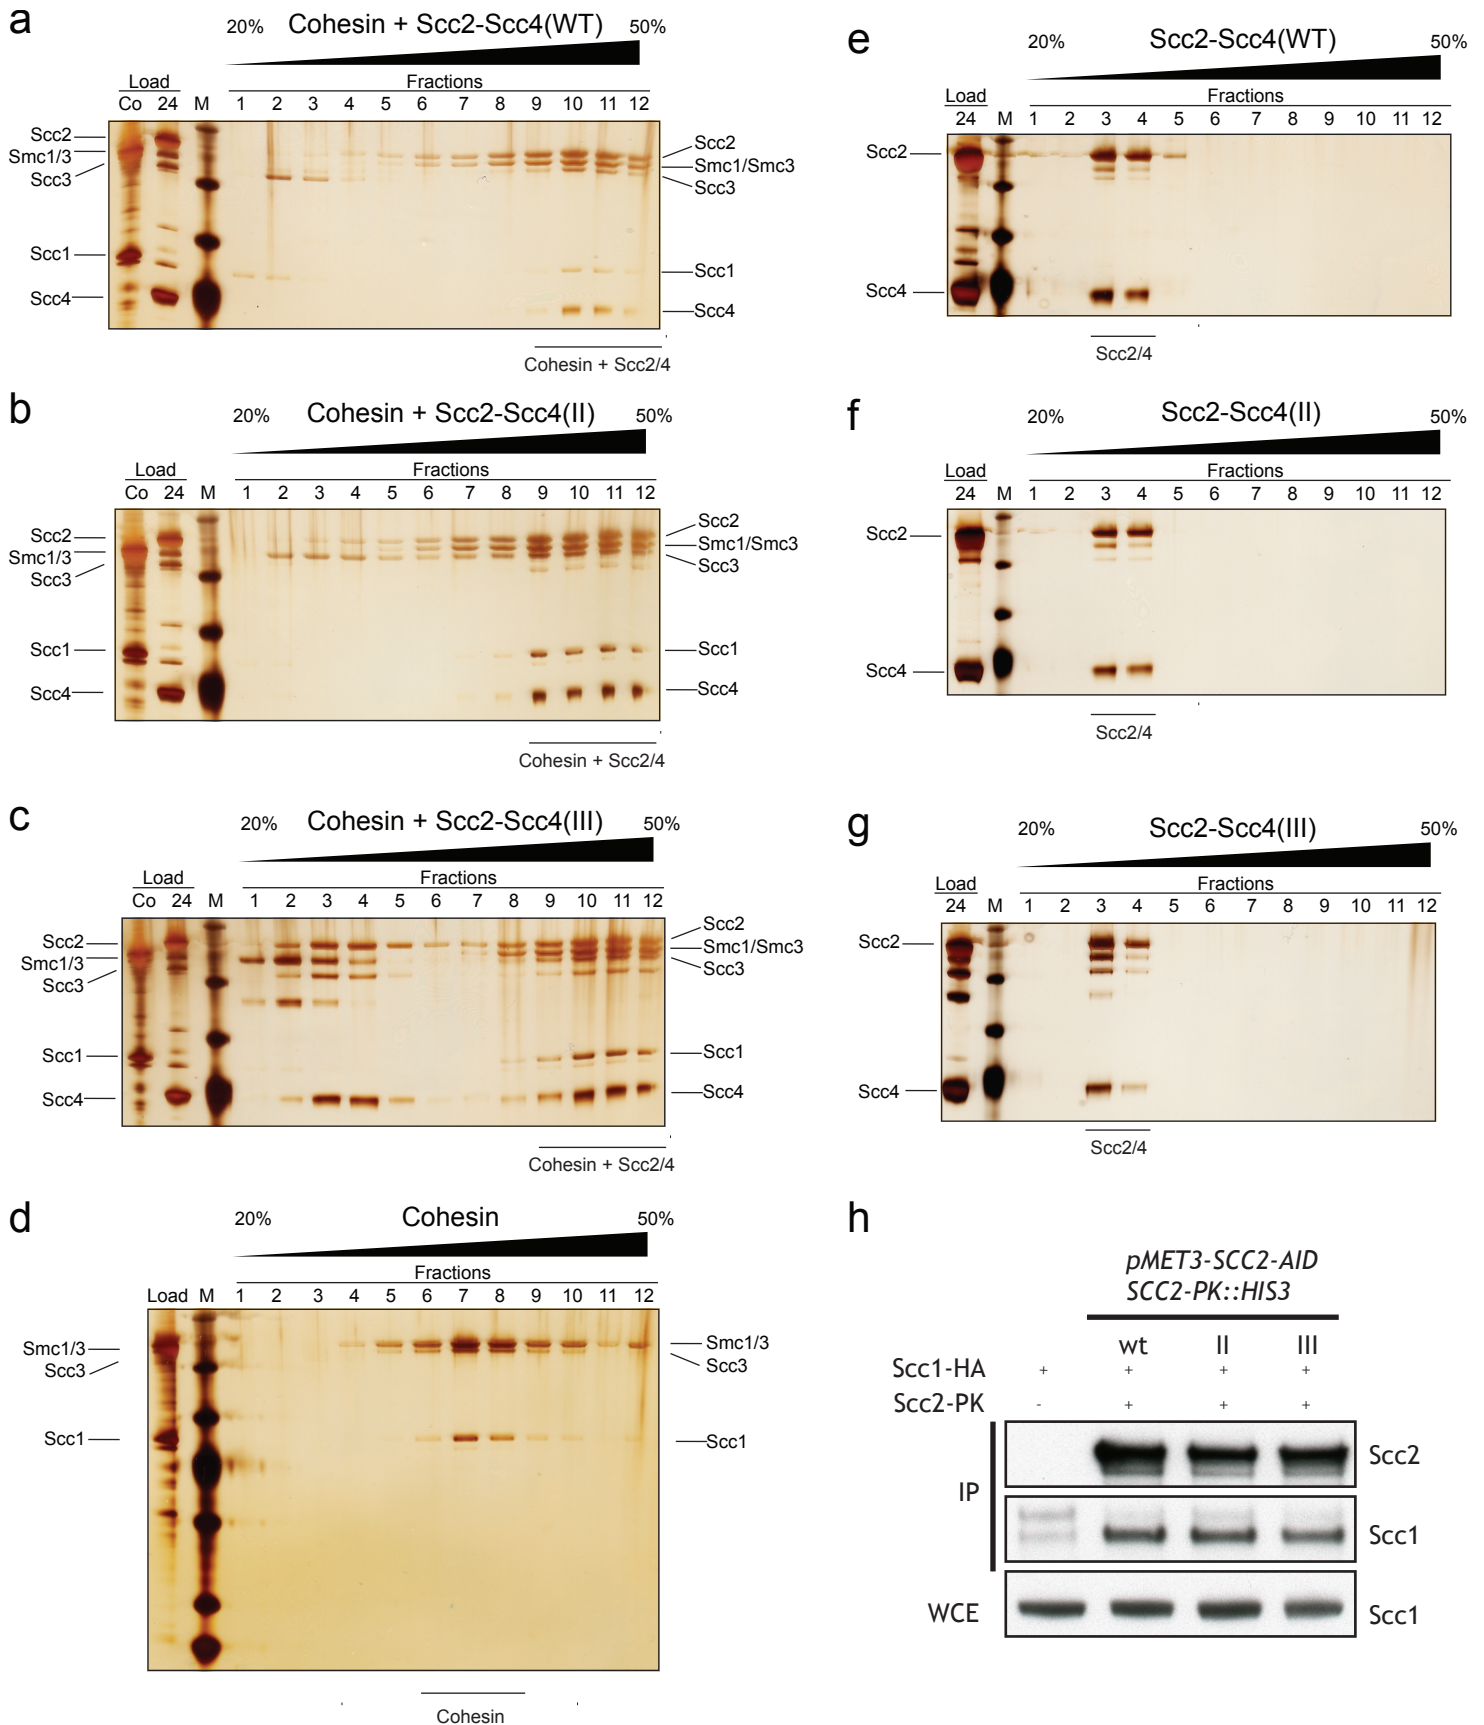 a
Cohesin + Scc2-Scc4(WT)
20%
50%
Load
Fractions
Co 24 M 1 2 3 4 5 6 7 8 9 10 11 12
Scc2
Smc1/3
Scc3
Scc1
Scc4
Scc2
Smc1/Smc3
Scc3
Scc1
Scc4
Cohesin + Scc2/4
b
Cohesin + Scc2-Scc4(II)
20%
50%
Load
Fractions
Co 24 M 1 2 3 4 5 6 7 8 9 10 11 12
Scc2
Smc1/3
Scc3
Scc1
Scc4
Scc2
Smc1/Smc3
Scc3
Scc1
Scc4
Cohesin + Scc2/4
c
Cohesin + Scc2-Scc4(III)
20%
50%
Load
Fractions
Co 24 M 1 2 3 4 5 6 7 8 9 10 11 12
Scc2
Smc1/3
Scc3
Scc1
Scc4
Scc2
Smc1/Smc3
Scc3
Scc1
Scc4
Cohesin + Scc2/4
d
Cohesin
20%
50%
Fractions
Load M 1 2 3 4 5 6 7 8 9 10 11 12
Smc1/3
Scc3
Scc1
Smc1/3
Scc3
Scc1
Cohesin
e
Scc2-Scc4(WT)
20%
50%
Load
Fractions
24 M 1 2 3 4 5 6 7 8 9 10 11 12
Scc2
Scc4
Scc2/4
f
Scc2-Scc4(II)
20%
50%
Load
Fractions
24 M 1 2 3 4 5 6 7 8 9 10 11 12
Scc2
Scc4
Scc2/4
g
Scc2-Scc4(III)
20%
50%
Load
Fractions
24 M 1 2 3 4 5 6 7 8 9 10 11 12
Scc2
Scc4
Scc2/4
h
pMET3-SCC2-AID
SCC2-PK::HIS3
wt II III
Scc1-HA + + + +
Scc2-PK - + + +
IP
Scc2
Scc1
WCE
Scc1